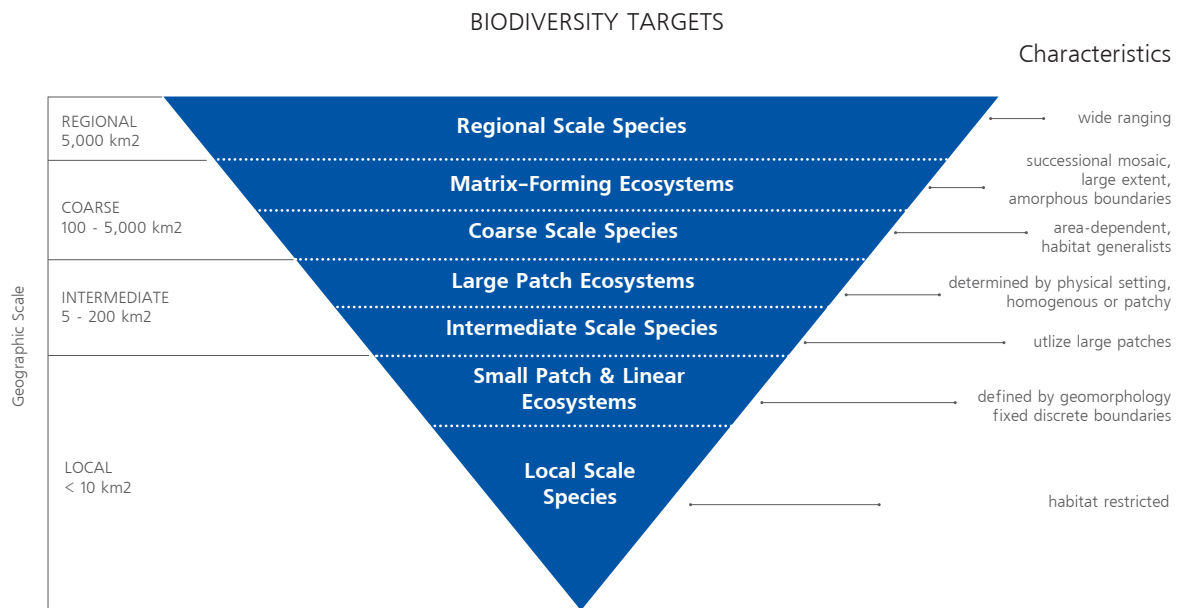 BIODIVERSITY TARGETS
Characteristics
REGIONAL
5,000 km2
Regional Scale Species
wide ranging
Matrix-Forming Ecosystems
successional mosaic,
large extent,
amorphous boundaries
COARSE
100 - 5,000 km2
Coarse Scale Species
area-dependent,
habitat generalists
Large Patch Ecosystems
determined by physical setting,
homogenous or patchy
INTERMEDIATE
5 - 200 km2
Intermediate Scale Species
utlize large patches
Geographic Scale
Small Patch & Linear
Ecosystems
defined by geomorphology
fixed discrete boundaries
LOCAL
< 10 km2
Local Scale
Species
habitat restricted